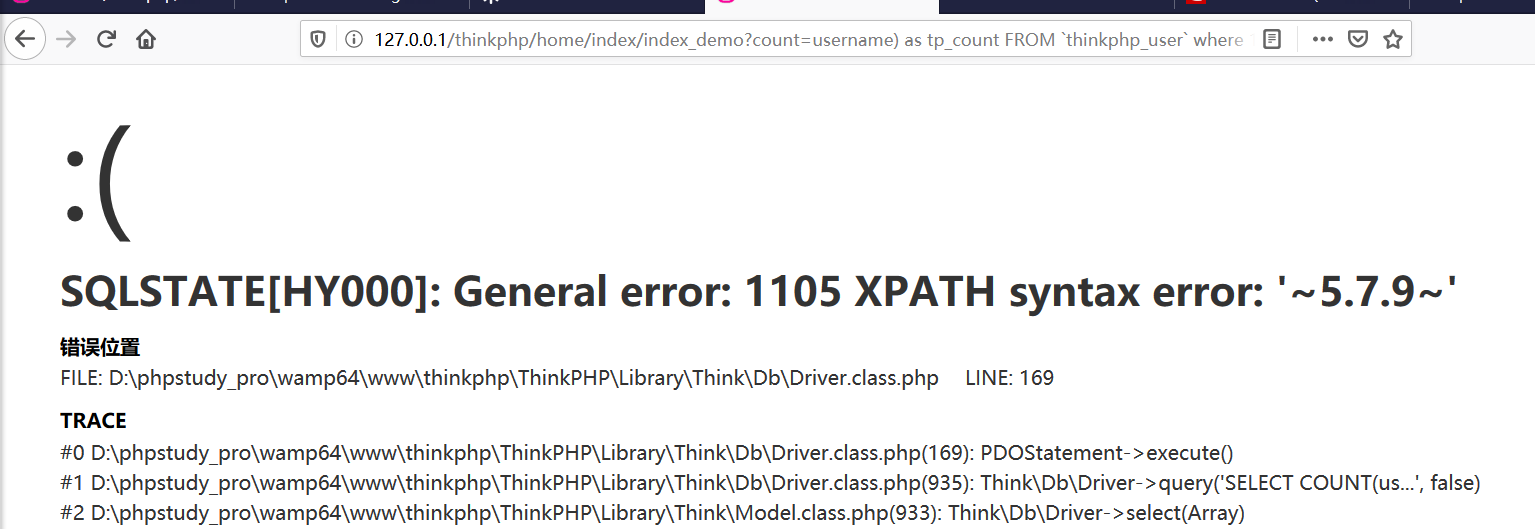 127.0.0.1/thinkphp/home/index/index_demo?count=username) as tp_count FROM `thinkphp_user` where
:(
SQLSTATE[HY000]: General error: 1105 XPATH syntax error: '~5.7.9~'
错误位置
FILE: D:\phpstudy_pro\wamp64\www\thinkphp\ThinkPHP\Library\Think\Db\Driver.class.php LINE: 169
TRACE
#0 D:\phpstudy_pro\wamp64\www\thinkphp\ThinkPHP\Library\Think\Db\Driver.class.php(169): PDOStatement->execute()
#1 D:\phpstudy_pro\wamp64\www\thinkphp\ThinkPHP\Library\Think\Db\Driver.class.php(935): Think\Db\Driver->query('SELECT COUNT(us...', false)
#2 D:\phpstudy_pro\wamp64\www\thinkphp\ThinkPHP\Library\Think\Model.class.php(933): Think\Db\Driver->select(Array)